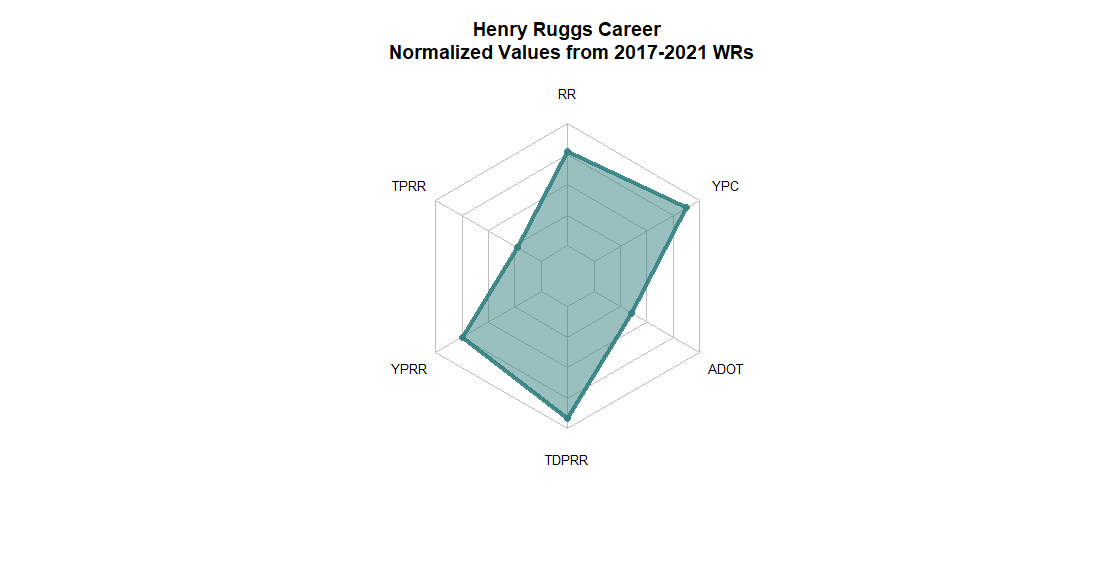 Henry Ruggs Career
Normalized Values from 2017-2021 WRs
RR
TPRR
YPC
YPRR
ADOT
TDPRR